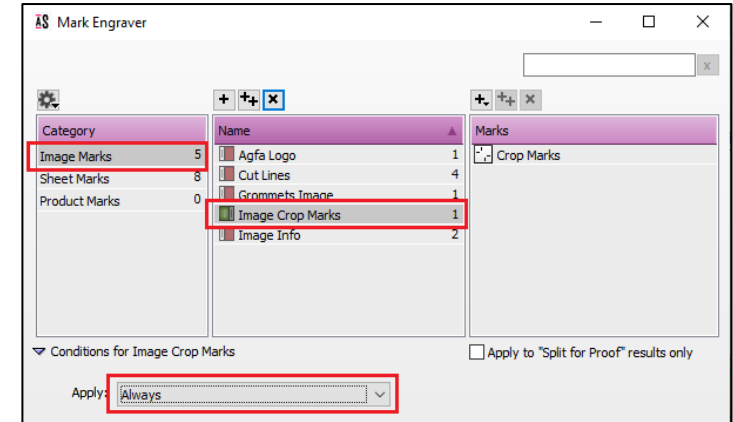 AS Mark Engraver
x
Category
Image Marks 5
Sheet Marks 8
Product Marks 0
Name
Agfa Logo 1
Cut Lines 4
Grommets Image 1
Image Crop Marks 1
Image Info 2
Marks
Crop Marks
Conditions for Image Crop Marks
Apply to "Split for Proof" results only
Apply: Always